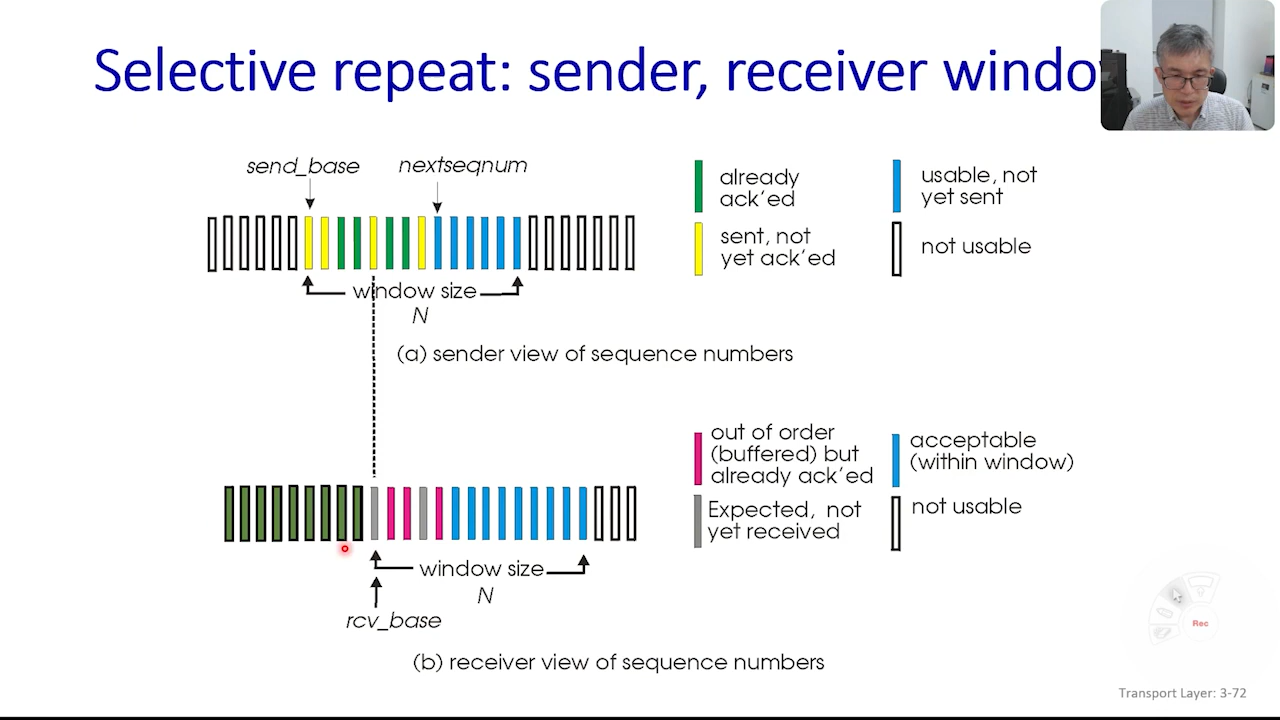 Selective repeat: sender, receiver windo
send_base
nextseqnum
already
ack'ed
usable, not
yet sent
sent, not
yet ack'ed
not usable
window size
N
(a) sender view of sequence numbers
out of order
(buffered) but
already ack'ed
acceptable
(within window)
Expected, not
yet received
not usable
window size
N
rcv_base
(b) receiver view of sequence numbers
Rec
Transport Layer: 3-72